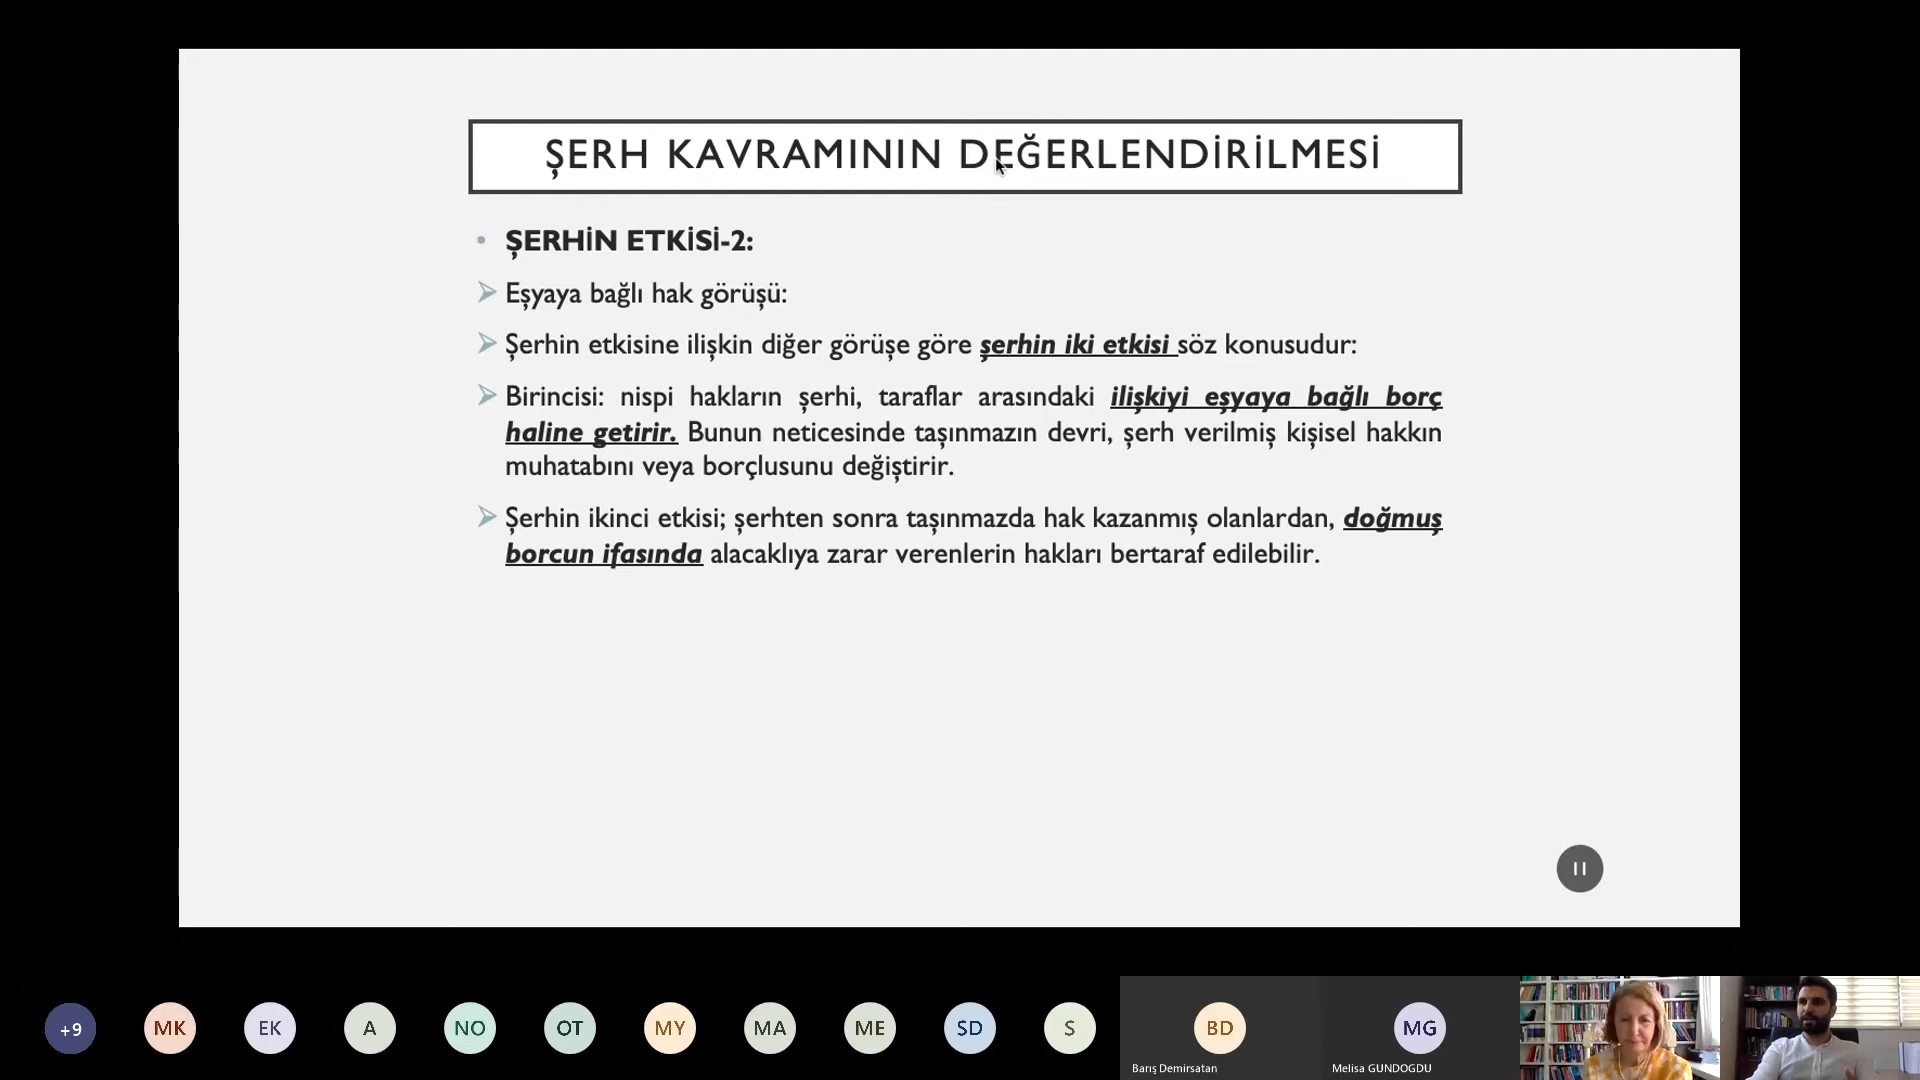 ŞERH KAVRAMININ DEĞERLENDİRİLMESİ
• ŞERHİN ETKİSİ-2:
➢ Eşyaya bağlı hak görüşü:
➢ Şerhin etkisine ilişkin diğer görüşe göre şerhin iki etkisi söz konusudur:
➢ Birincisi: nispi hakların şerhi, taraflar arasındaki ilişkiyi eşyaya bağlı borç
haline getirir. Bunun neticesinde taşınmazın devri, şerh verilmiş kişisel hakkın
muhatabını veya borçlusunu değiştirir.
➢ Şerhin ikinci etkisi; şerhten sonra taşınmazda hak kazanmış olanlardan, doğmuş
borcun ifasında alacaklıya zarar verenlerin hakları bertaraf edilebilir.
11
+9 MK EK A NO OT MY MA ME SD S BD MG
Barış Demirsatan Melisa GUNDOGDU